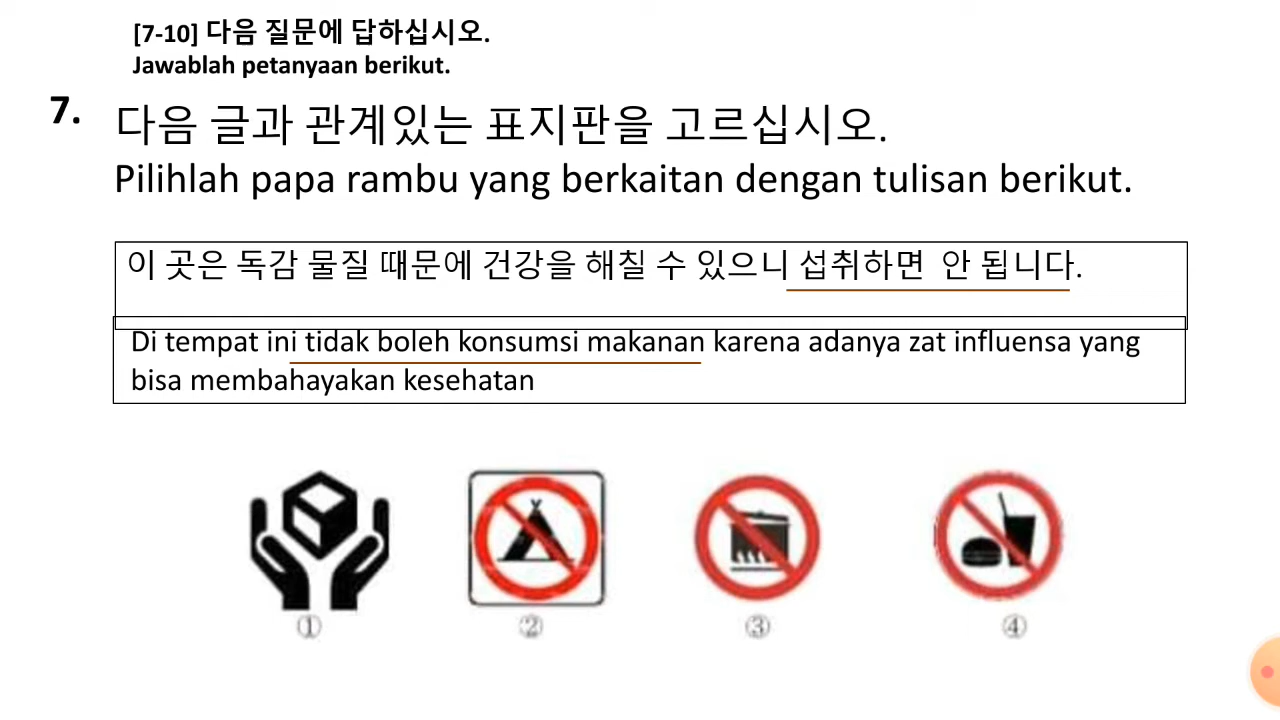 [7-10] 다음 질문에 답하십시오.
Jawablah petanyaan berikut.
7. 다음 글과 관계있는 표지판을 고르십시오.
Pilihlah papa rambu yang berkaitan dengan tulisan berikut.
이 곳은 독감 물질 때문에 건강을 해칠 수 있으니 섭취하면 안 됩니다.
Di tempat ini tidak boleh konsumsi makanan karena adanya zat influensa yang
bisa membahayakan kesehatan
① ② ③ ④